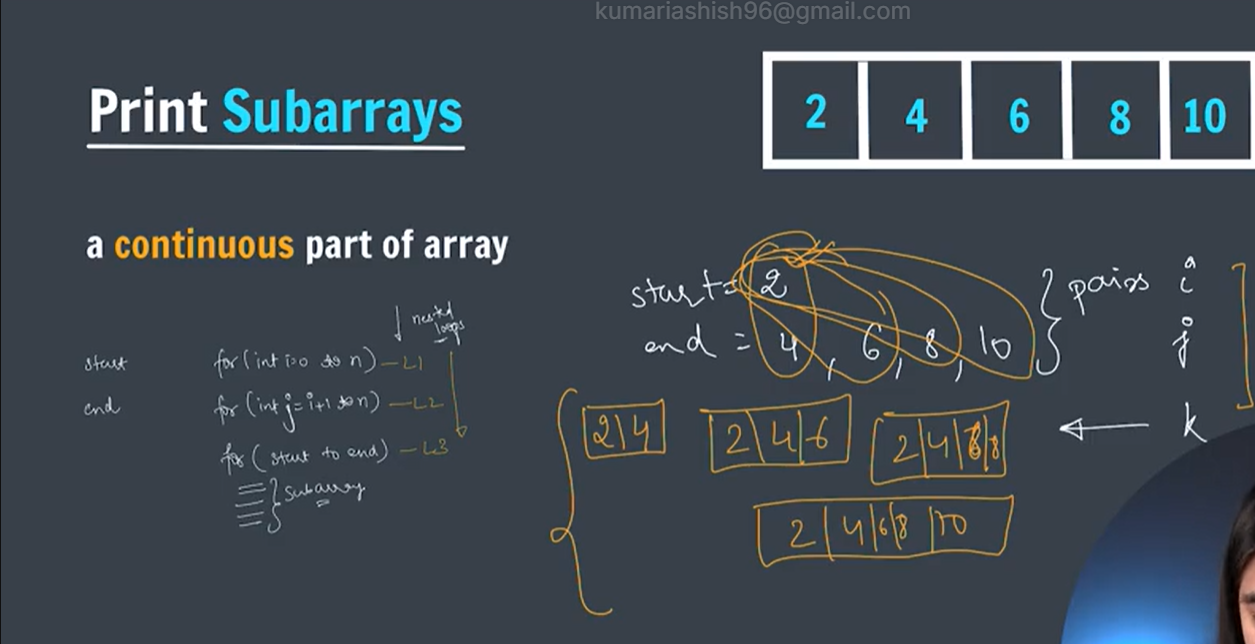 kumariashish96@gmail.com
Print Subarrays
2 4 6 8 10
a continuous part of array
start = 2
end = 4, 6, 8, 10
} pairs i
j
nested
loops
start for (int i=0 to n) — L1
end for (int j=i+1 to n) — L2
for (start to end) — L3
subarray
2|4 2|4|6 2|4|6|8
k
2|4|6|8|10